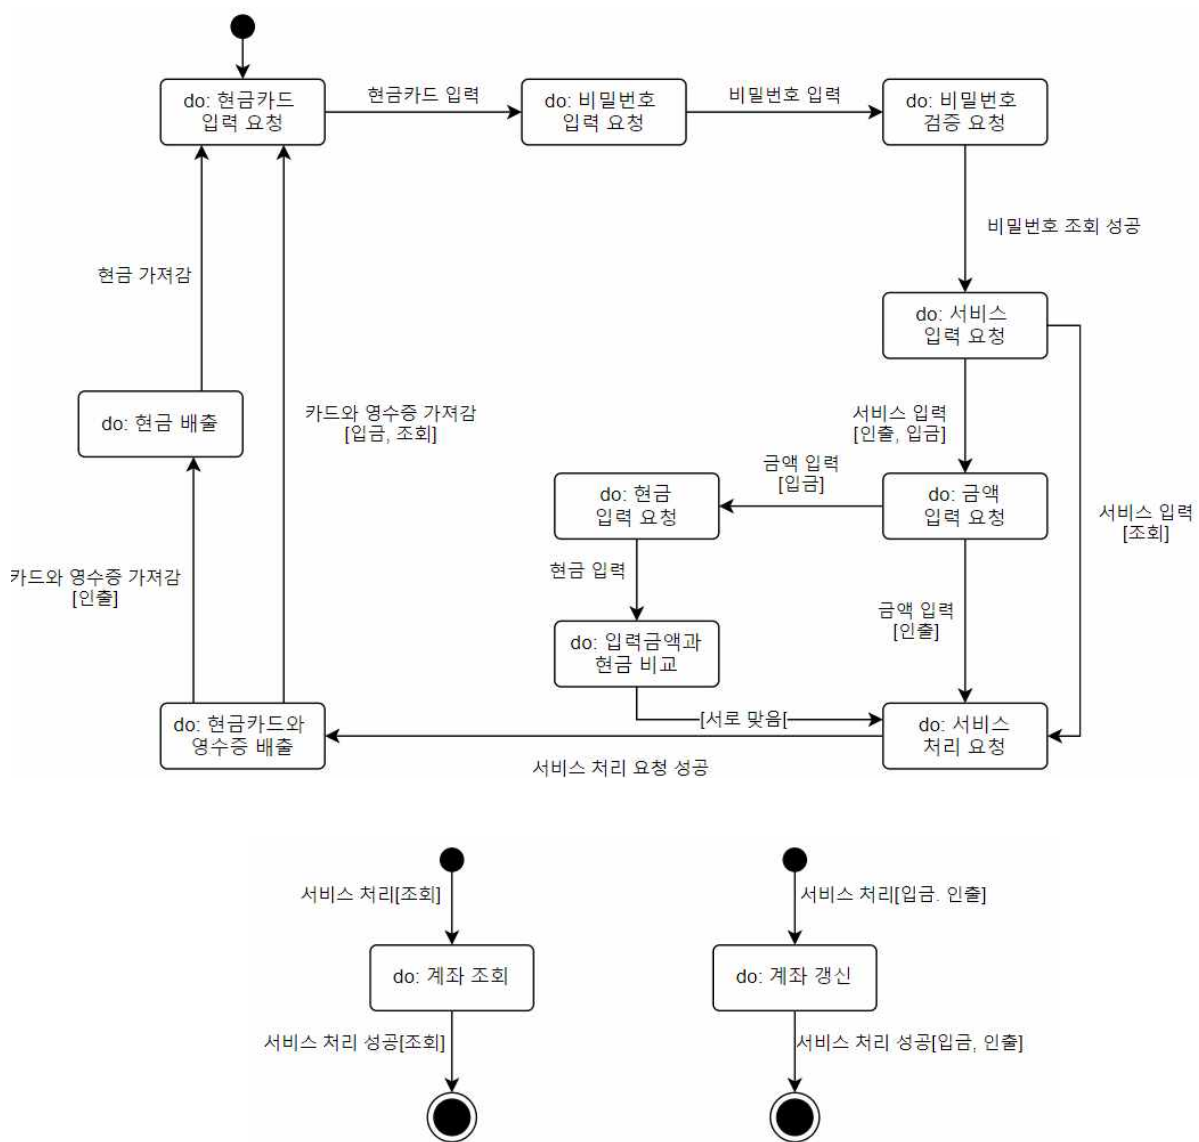 do: 현금카드
입력 요청
현금카드 입력
do: 비밀번호
입력 요청
비밀번호 입력
do: 비밀번호
검증 요청
비밀번호 조회 성공
현금 가져감
do: 서비스
입력 요청
do: 현금 배출
카드와 영수증 가져감
[입금, 조회]
서비스 입력
[인출, 입금]
금액 입력
[입금]
do: 현금
입력 요청
do: 금액
입력 요청
서비스 입력
[조회]
현금 입력
카드와 영수증 가져감
[인출]
금액 입력
[인출]
do: 입력금액과
현금 비교
[서로 맞음[
do: 현금카드와
영수증 배출
do: 서비스
처리 요청
서비스 처리 요청 성공
서비스 처리[조회]
서비스 처리[입금. 인출]
do: 계좌 조회
do: 계좌 갱신
서비스 처리 성공[조회]
서비스 처리 성공[입금, 인출]